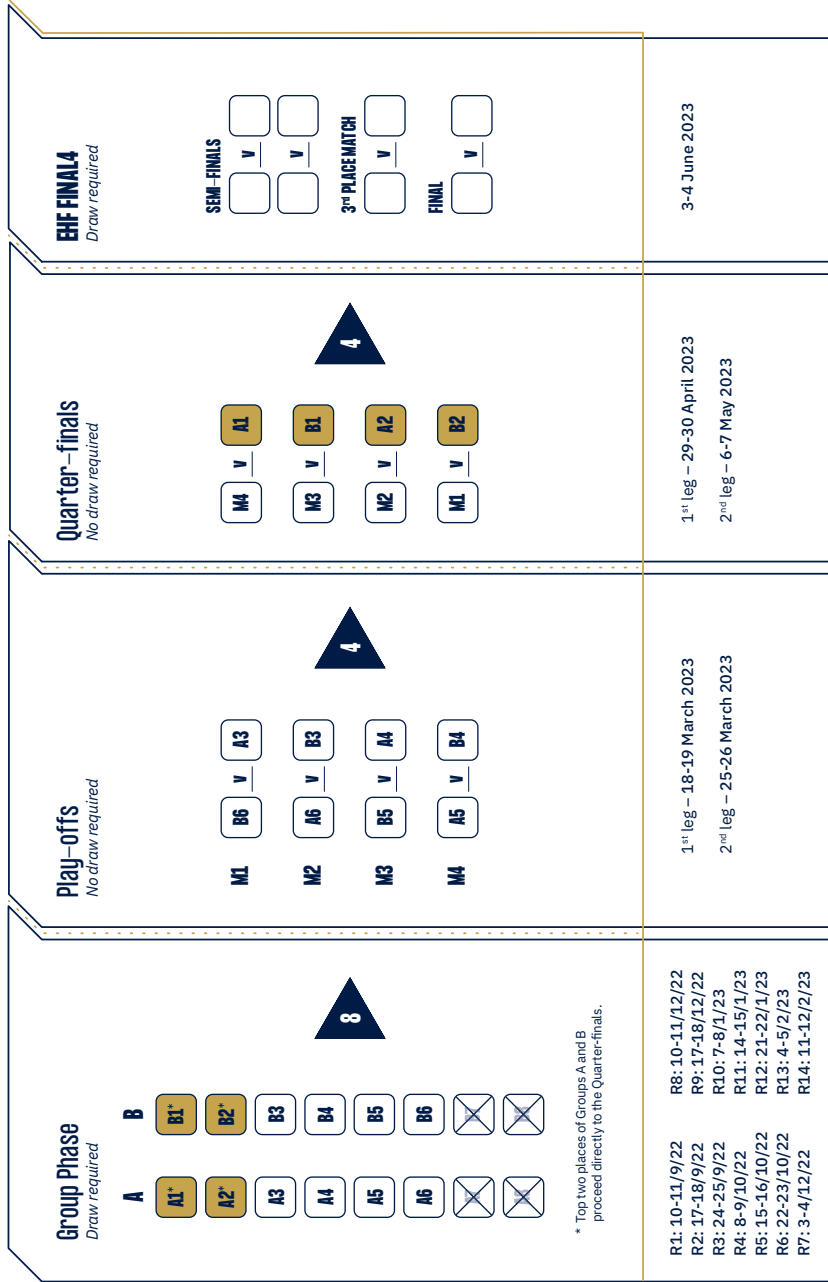 Group Phase
Draw required
A B
A1* B1*
A2* B2*
A3 B3
A4 B4
A5 B5
A6 B6
8
* Top two places of Groups A and B
proceed directly to the Quarter-finals.
R1: 10-11/9/22 R8: 10-11/12/22
R2: 17-18/9/22 R9: 17-18/12/22
R3: 24-25/9/22 R10: 7-8/1/23
R4: 8-9/10/22 R11: 14-15/1/23
R5: 15-16/10/22 R12: 21-22/1/23
R6: 22-23/10/22 R13: 4-5/2/23
R7: 3-4/12/22 R14: 11-12/2/23
Play-offs
No draw required
M1 B6 V A3
M2 A6 V B3
M3 B5 V A4
M4 A5 V B4
4
1st leg – 18-19 March 2023
2nd leg – 25-26 March 2023
Quarter-finals
No draw required
M4 V A1
M3 V B1
M2 V A2
M1 V B2
4
1st leg – 29-30 April 2023
2nd leg – 6-7 May 2023
EHF FINAL4
Draw required
SEMI-FINALS
V
V
3rd PLACE MATCH
V
FINAL
V
3-4 June 2023